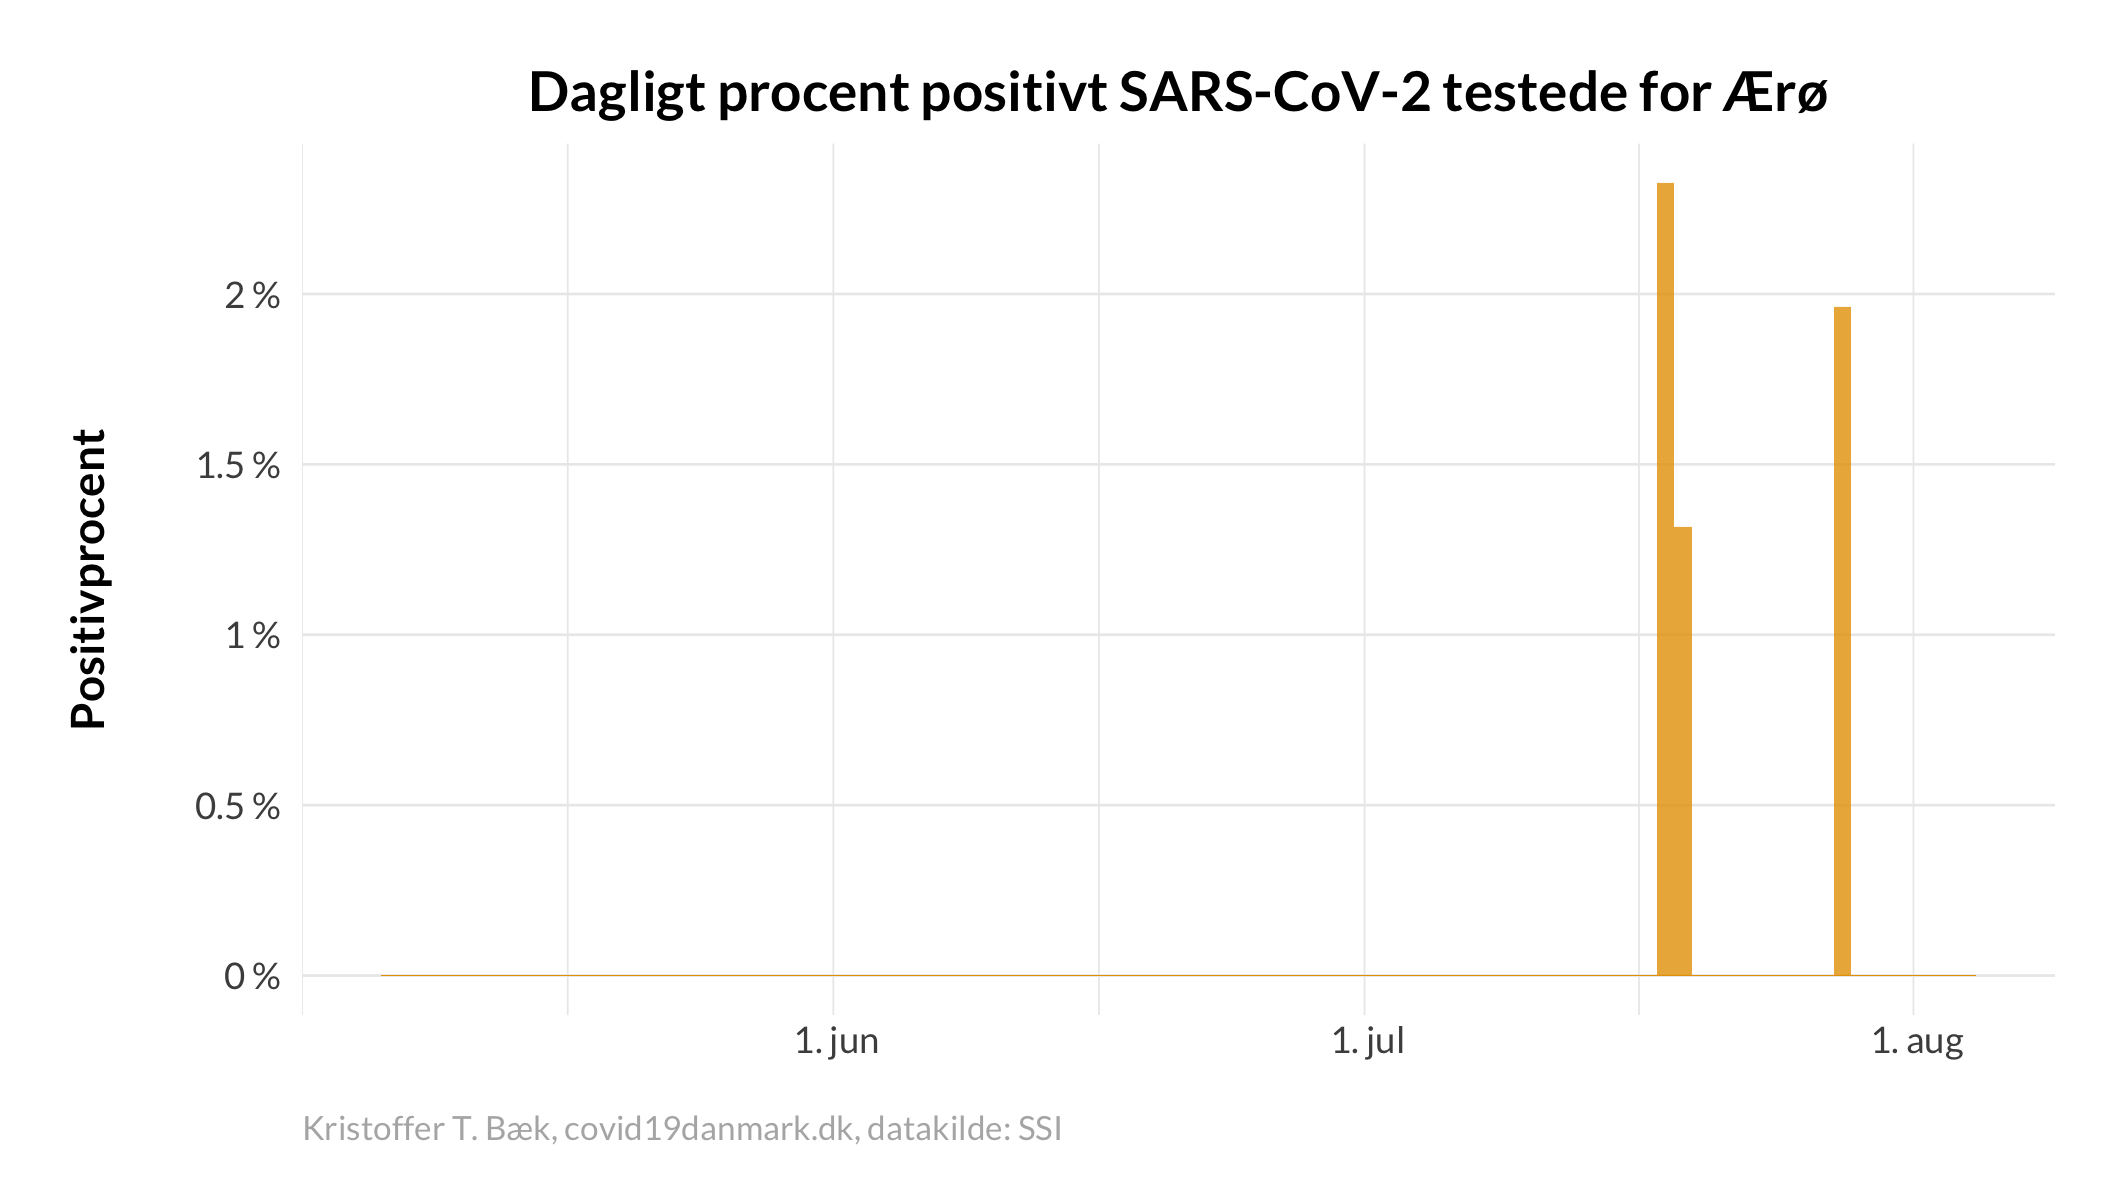 Dagligt procent positivt SARS-CoV-2 testede for Ærø
Positivprocent
2 %
1.5 %
1 %
0.5 %
0 %
1. jun
1. jul
1. aug
Kristoffer T. Bæk, covid19danmark.dk, datakilde: SSI